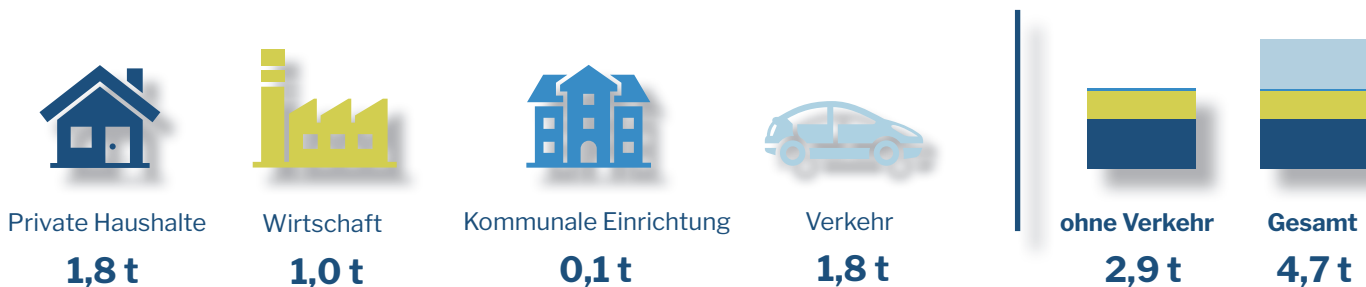 Private Haushalte
1,8 t
Wirtschaft
1,0 t
Kommunale Einrichtung
0,1 t
Verkehr
1,8 t
ohne Verkehr
2,9 t
Gesamt
4,7 t